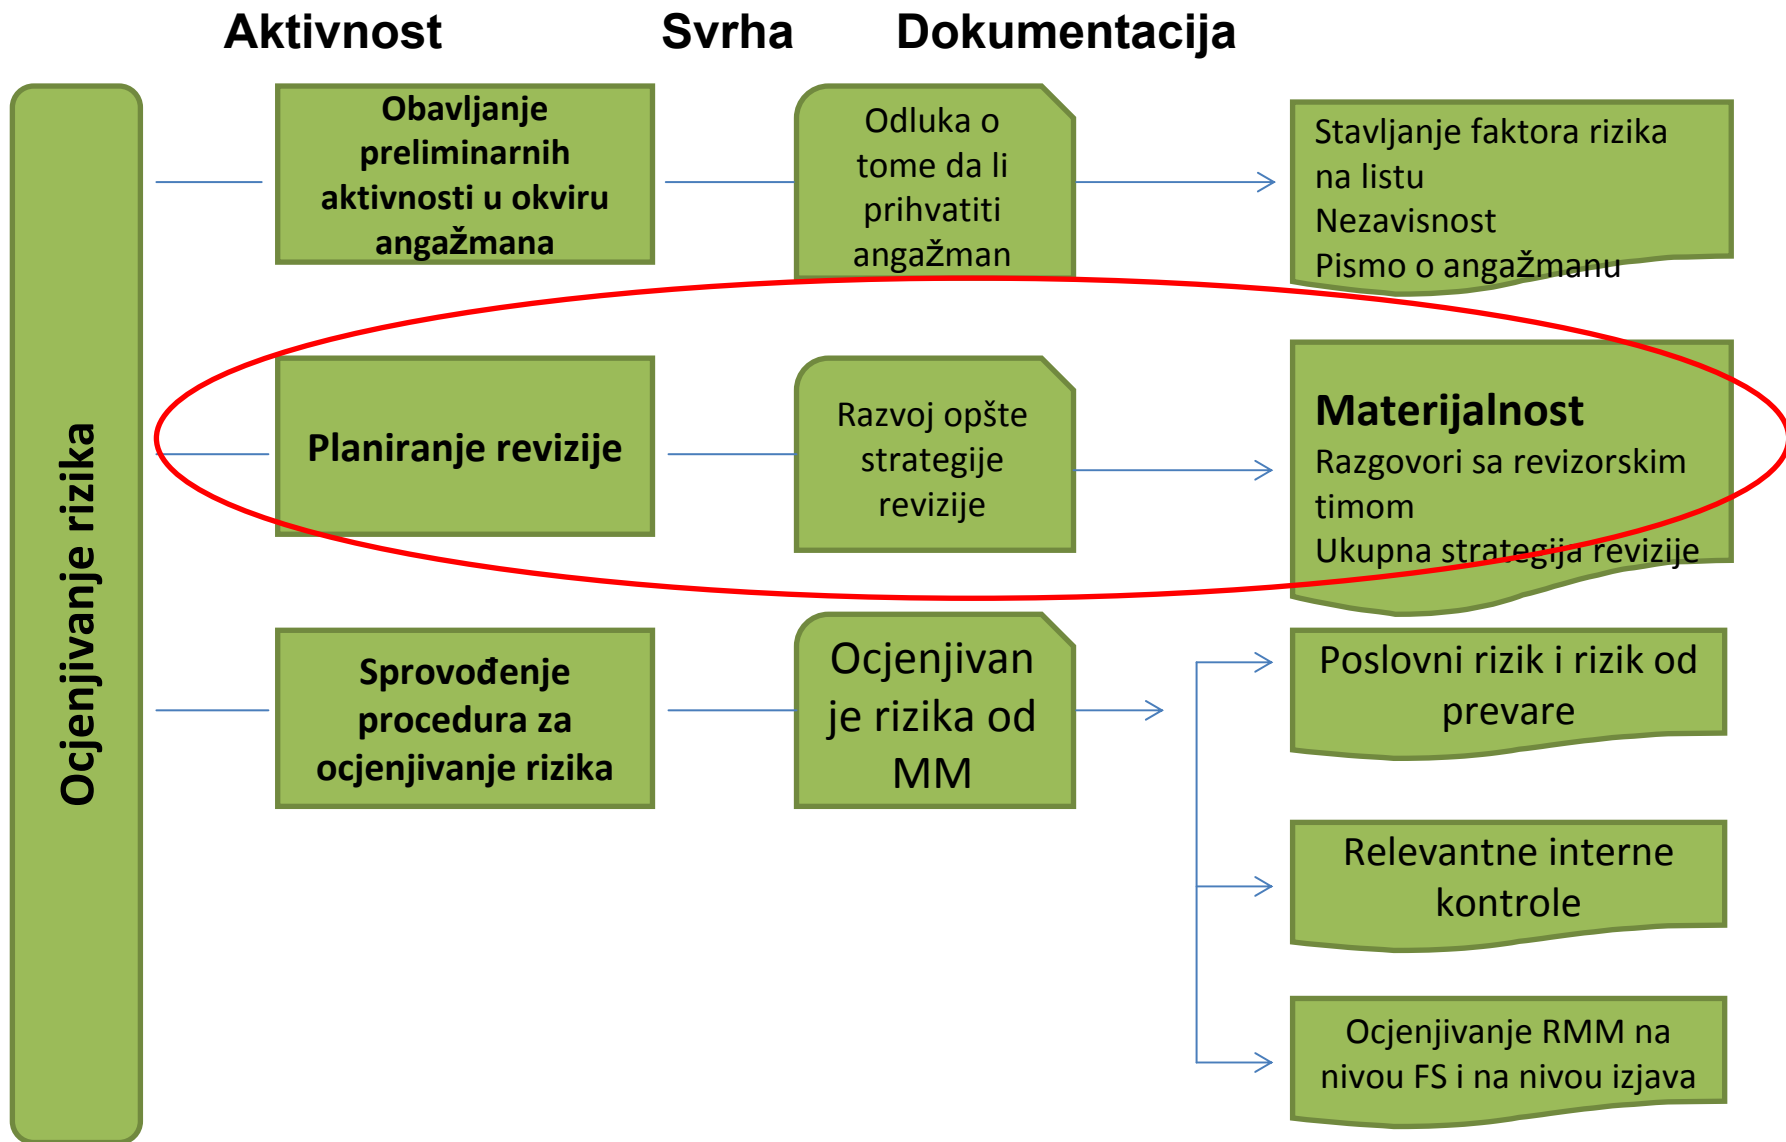 Aktivnost Svrha Dokumentacija
Ocjenjivanje rizika
Obavljanje
preliminarnih
aktivnosti u okviru
angažmana
Odluka o
tome da li
prihvatiti
angažman
Stavljanje faktora rizika
na listu
Nezavisnost
Pismo o angažmanu
Planiranje revizije
Razvoj opšte
strategije
revizije
Materijalnost
Razgovori sa revizorskim
timom
Ukupna strategija revizije
Sprovođenje
procedura za
ocjenjivanje rizika
Ocjenjivan
je rizika od
MM
Poslovni rizik i rizik od
prevare
Relevantne interne
kontrole
Ocjenjivanje RMM na
nivou FS i na nivou izjava